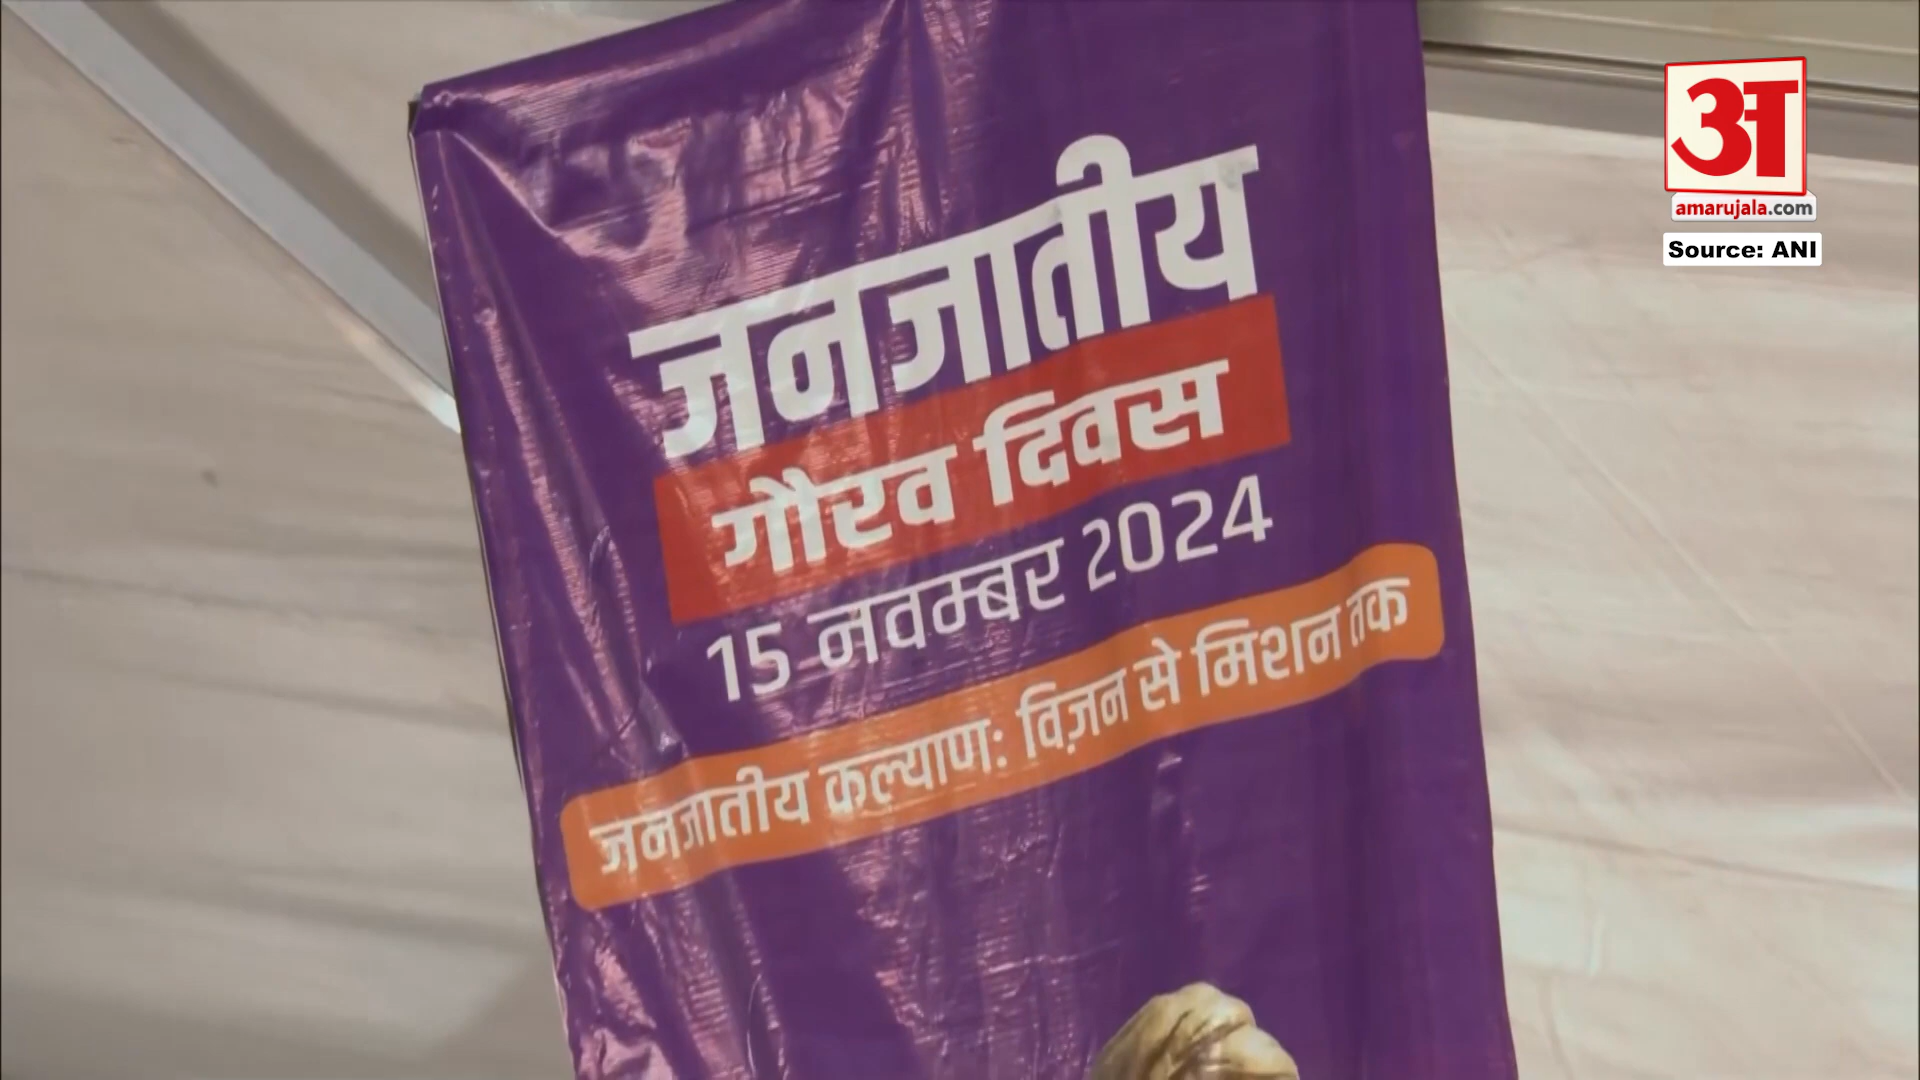 जनजातीय
गौरव दिवस
15 नवम्बर 2024
जनजातीय कल्याण: विज़न से मिशन तक
अ
amarujala.com
Source: ANI